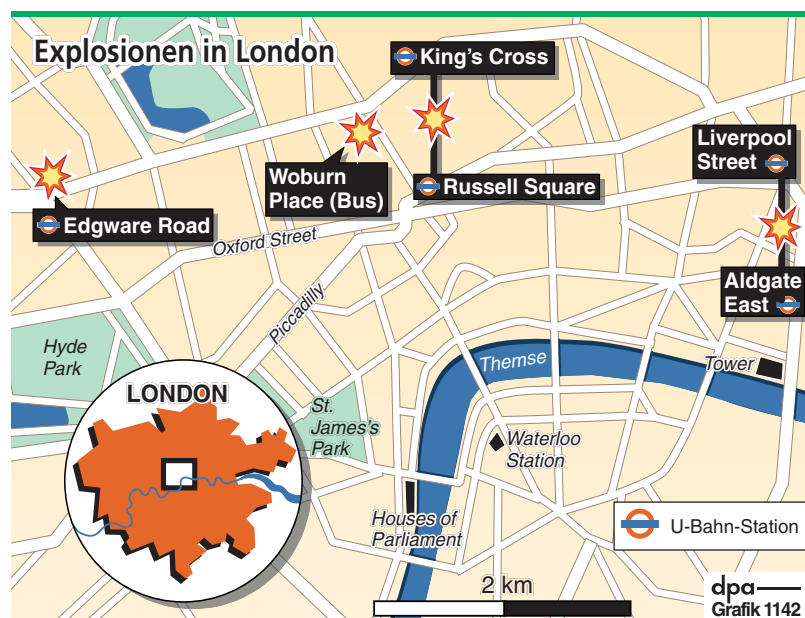 Explosionen in London
King's Cross
Liverpool
Street
Woburn
Place (Bus)
Russell Square
Edgware Road
Oxford Street
Aldgate
East
Piccadilly
Hyde
Park
Themse
Tower
LONDON
St.
James's
Park
Waterloo
Station
Houses of
Parliament
U-Bahn-Station
2 km
dpa
Grafik 1142